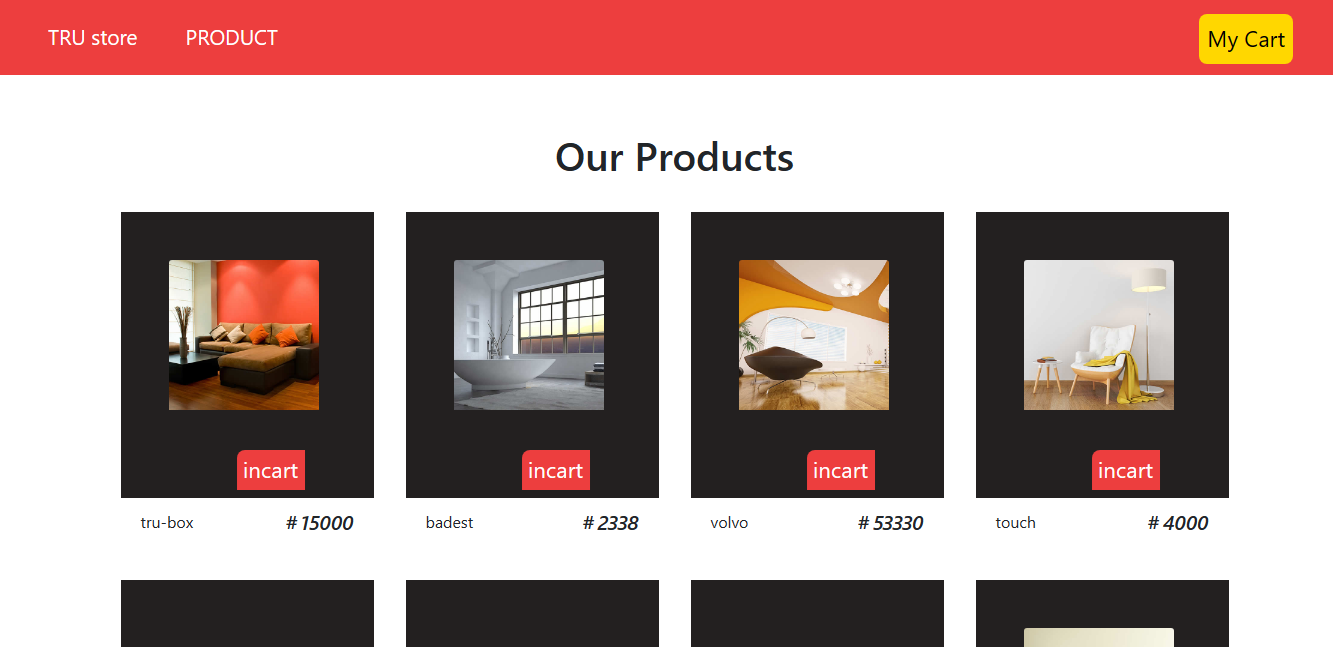 TRU store PRODUCT My Cart
Our Products
incart incart incart incart
tru-box # 15000 badest # 2338 volvo # 53330 touch # 4000